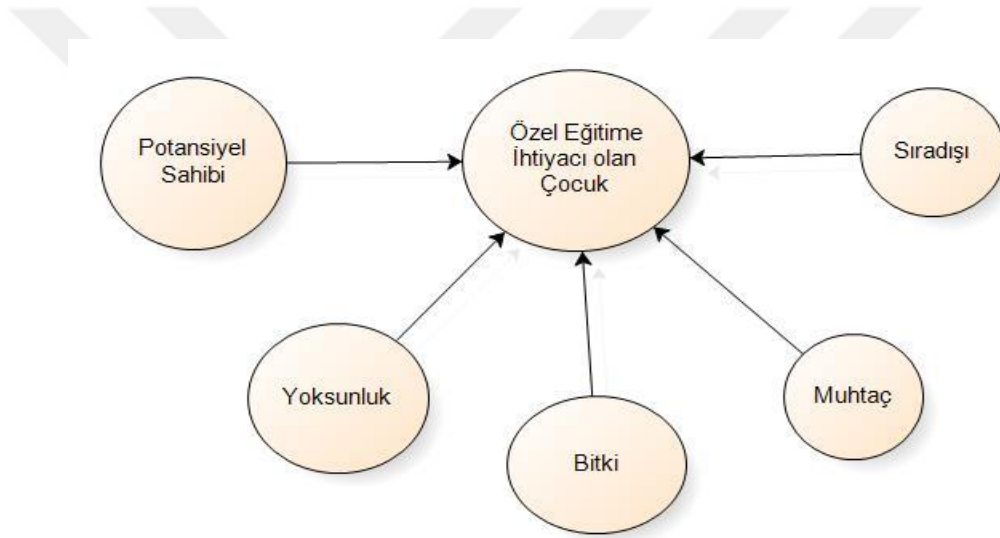 Potansiyel
Sahibi
Özel Eğitime
İhtiyacı olan
Çocuk
Sıradışı
Yoksunluk
Bitki
Muhtaç